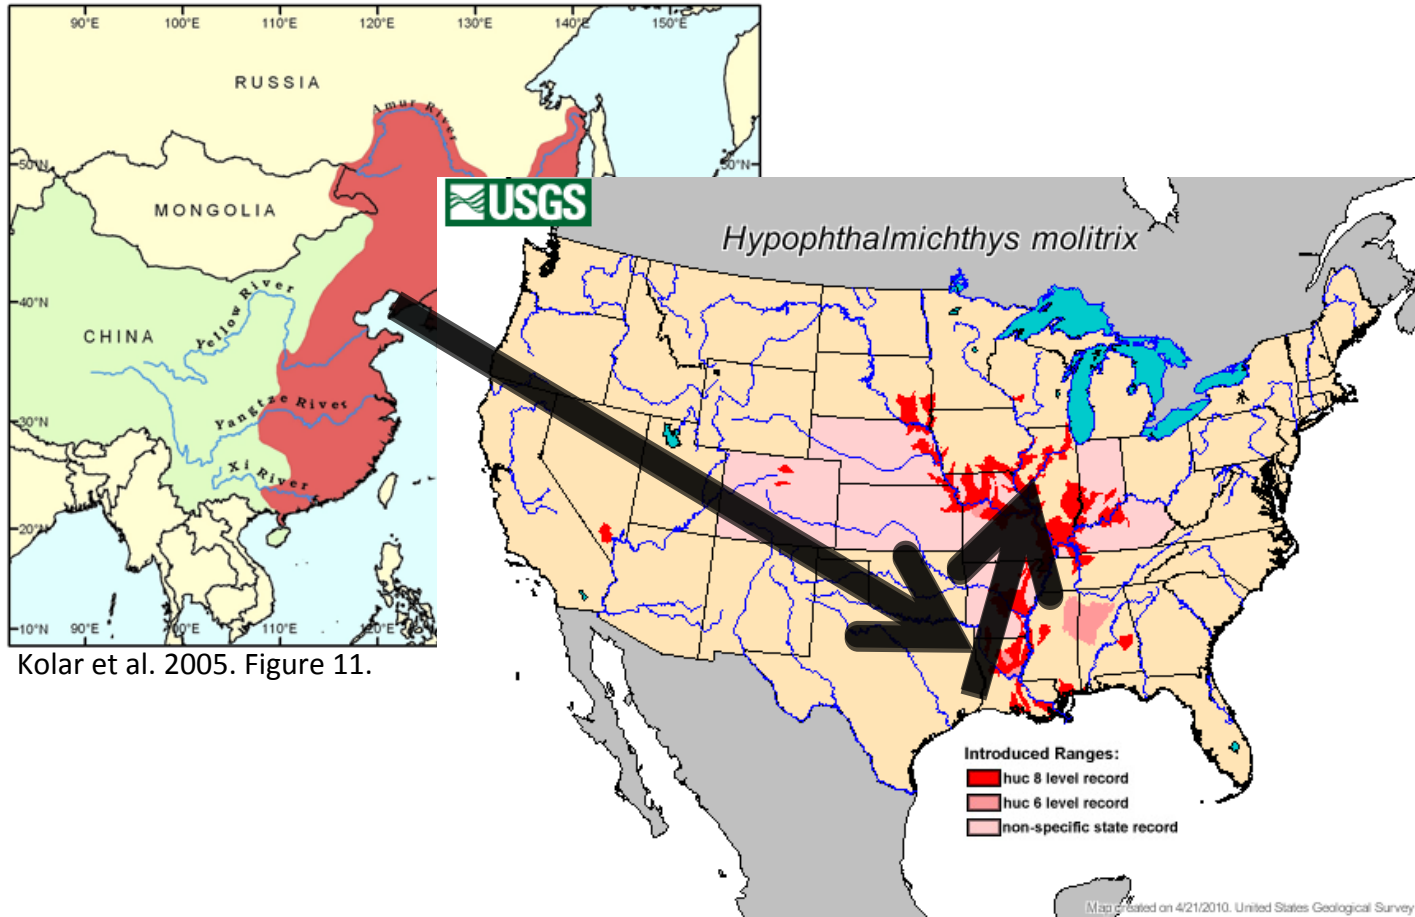 90°E 100°E 110°E 120°E 130°E 140°E 150°E
RUSSIA
Amur River
50°N 50°N
MONGOLIA
40°N
Yellow River
CHINA
30°N
Yangtze River
Xi River
20°N
10°N 90°E 100°E 110°E 120°E
Kolar et al. 2005. Figure 11.
USGS
Hypophthalmichthys molitrix
Introduced Ranges:
huc 8 level record
huc 6 level record
non-specific state record
Map created on 4/21/2010. United States Geological Survey